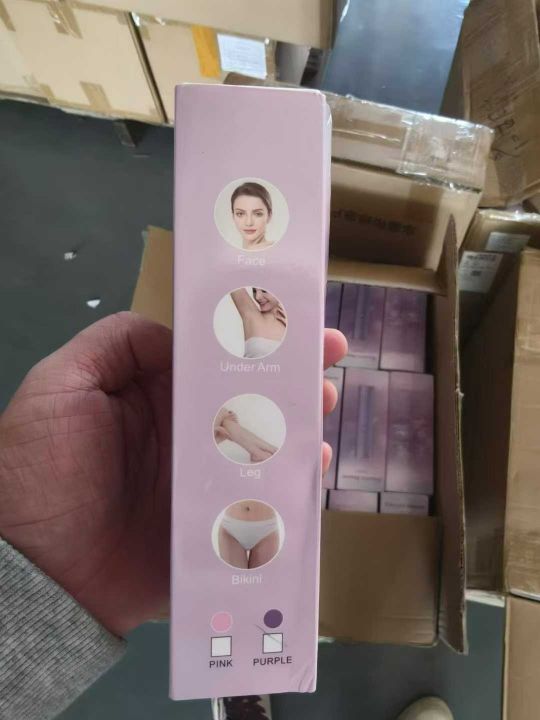 Face
Under Arm
Leg
Bikini
PINK PURPLE